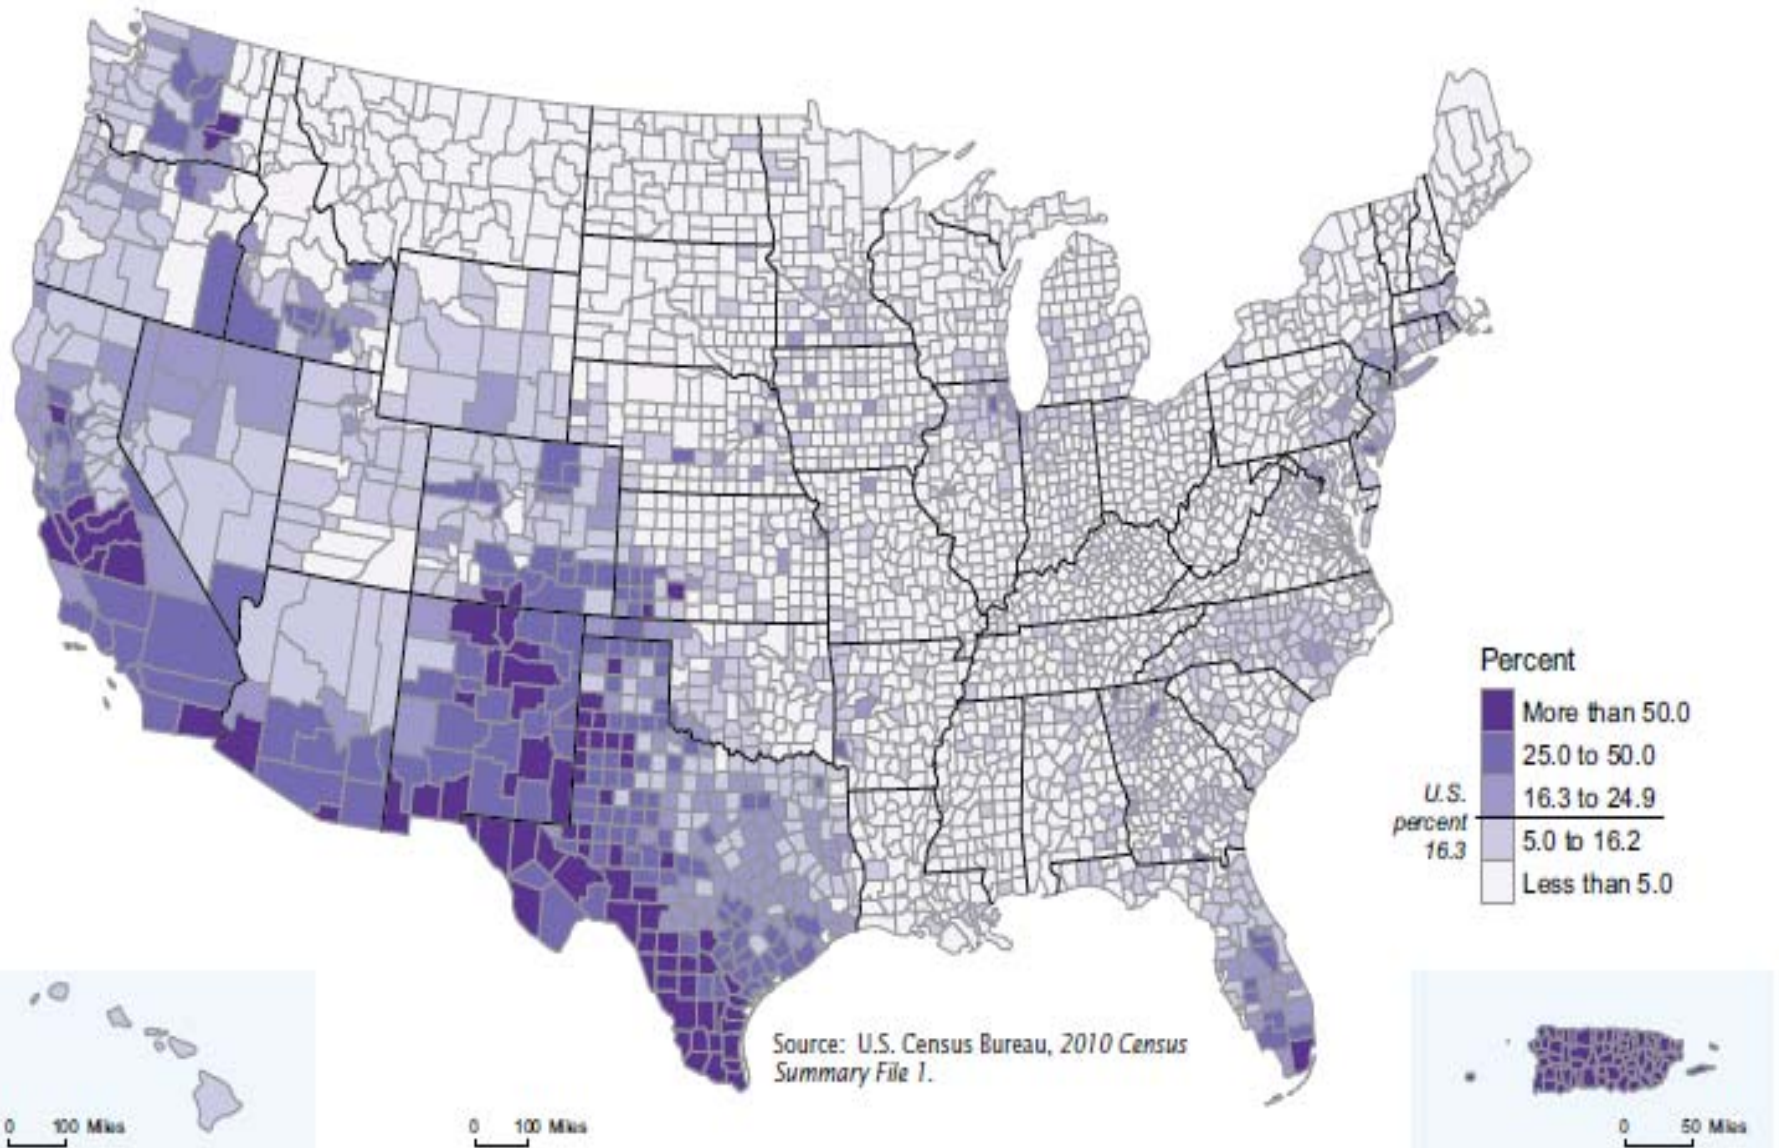 Percent
More than 50.0
25.0 to 50.0
16.3 to 24.9
5.0 to 16.2
Less than 5.0
U.S.
percent
16.3
Source: U.S. Census Bureau, 2010 Census
Summary File 1.
0 100 Miles
0 100 Miles
0 50 Miles